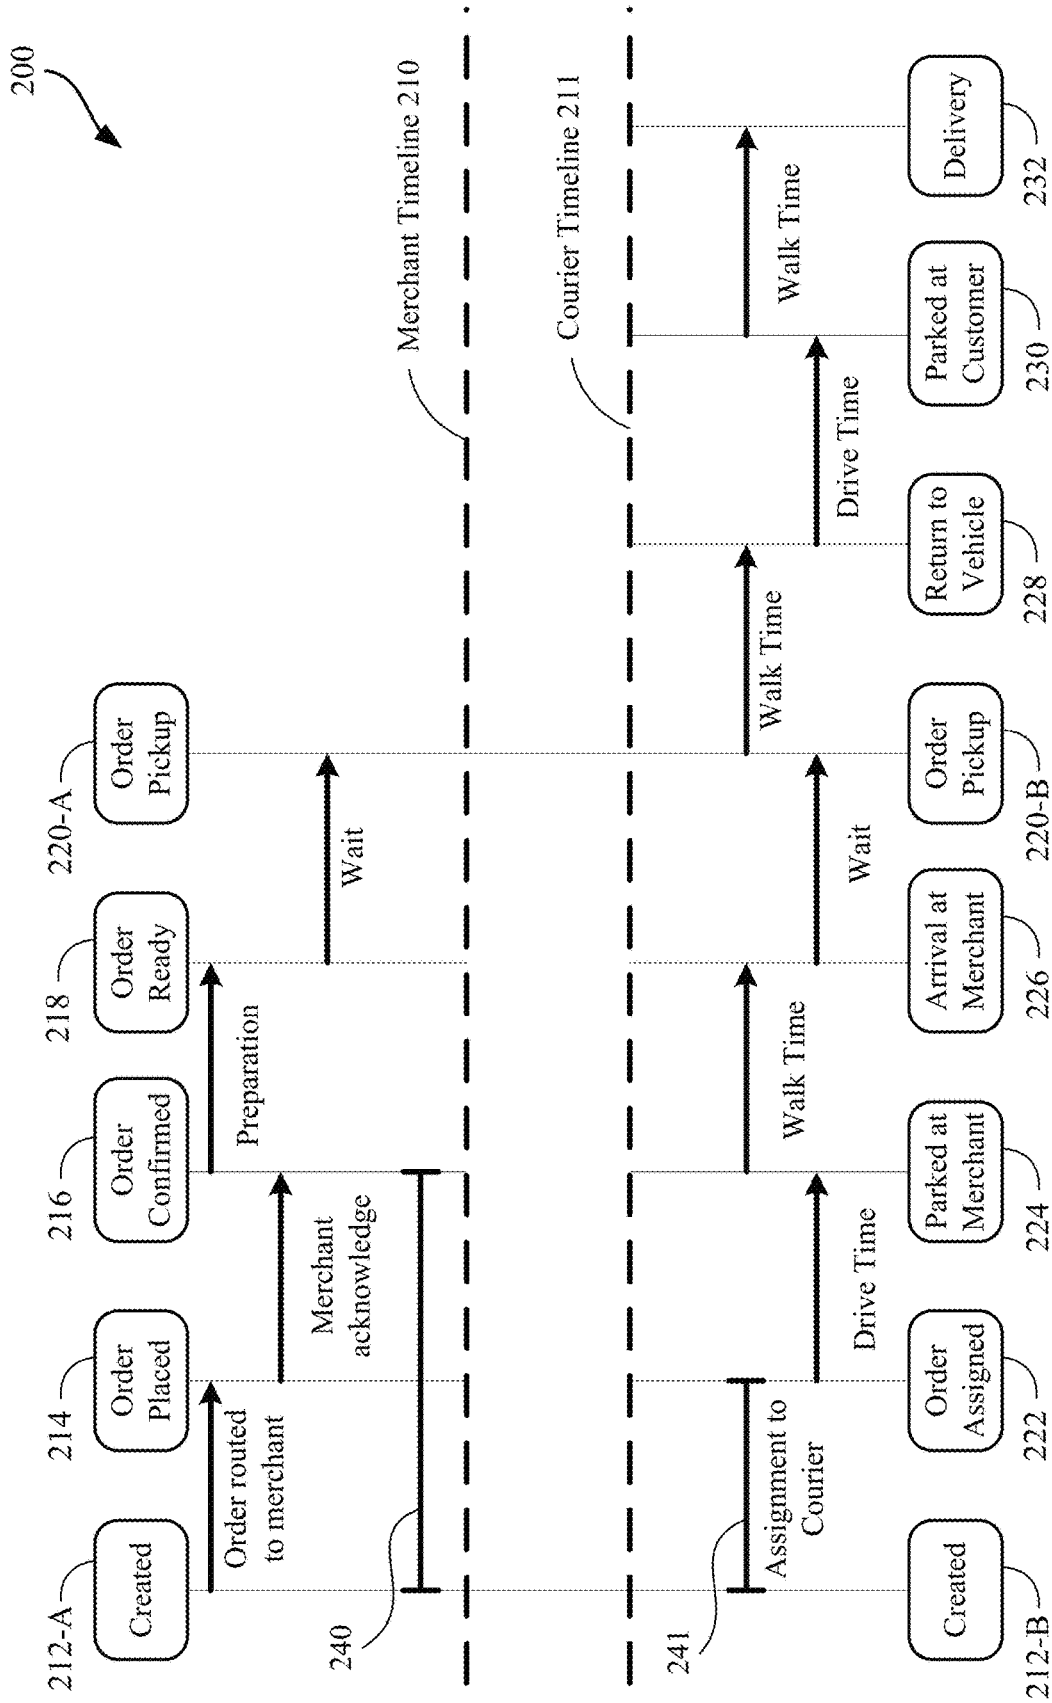 200
212-A
214
216
218
220-A
Created
Order
Placed
Order
Confirmed
Order
Ready
Order
Pickup
Order routed
to merchant
Merchant
acknowledge
Preparation
Wait
240
Merchant Timeline 210
Courier Timeline 211
241
Assignment to
Courier
Drive Time
Walk Time
Wait
Walk Time
Drive Time
Walk Time
Created
Order
Assigned
Parked at
Merchant
Arrival at
Merchant
Order
Pickup
Return to
Vehicle
Parked at
Customer
Delivery
212-B
222
224
226
220-B
228
230
232